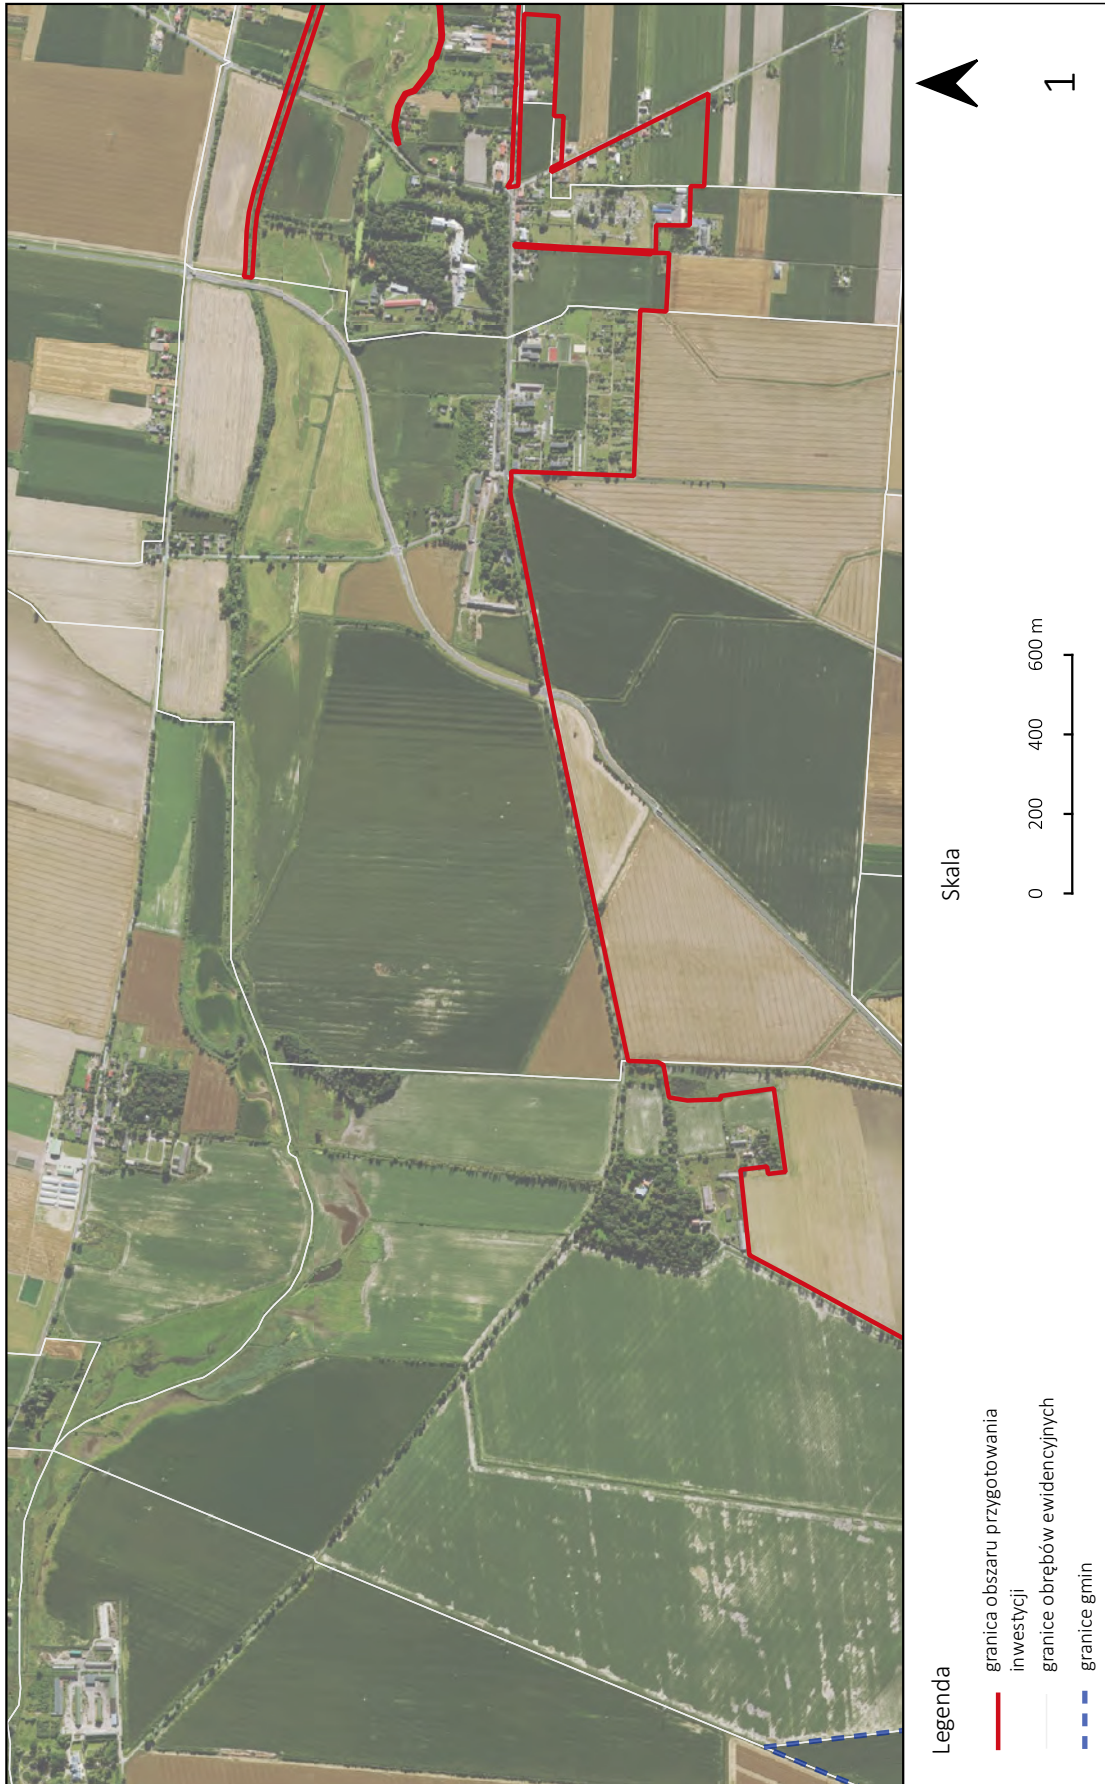 Legenda
granica obszaru przygotowania
inwestycji
granice obrębów ewidencyjnych
granice gmin
Skala
0 200 400 600 m
1